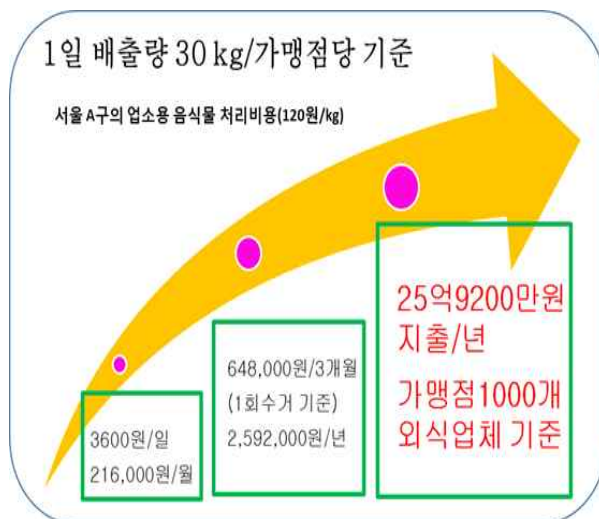 1일 배출량 30 kg/가맹점당 기준
서울 A구의 업소용 음식물 처리비용(120원/kg)
3600원/일
216,000원/월
648,000원/3개월
(1회수거 기준)
2,592,000원/년
25억9200만원
지출/년
가맹점1000개
외식업체 기준